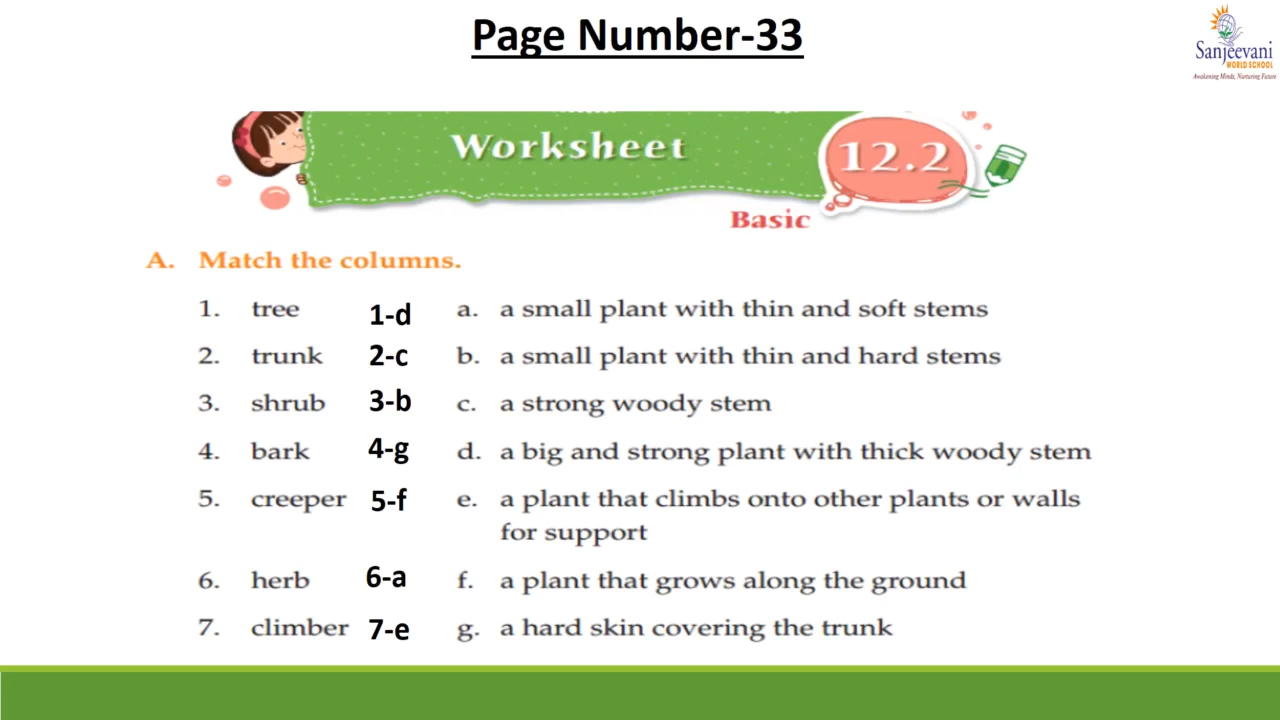 Page Number-33
Sanjeevani
WORLD SCHOOL
Awakening Minds, Nurturing Future
Worksheet 12.2
Basic
A. Match the columns.
1. tree 1-d a. a small plant with thin and soft stems
2. trunk 2-c b. a small plant with thin and hard stems
3. shrub 3-b c. a strong woody stem
4. bark 4-g d. a big and strong plant with thick woody stem
5. creeper 5-f e. a plant that climbs onto other plants or walls
for support
6. herb 6-a f. a plant that grows along the ground
7. climber 7-e g. a hard skin covering the trunk